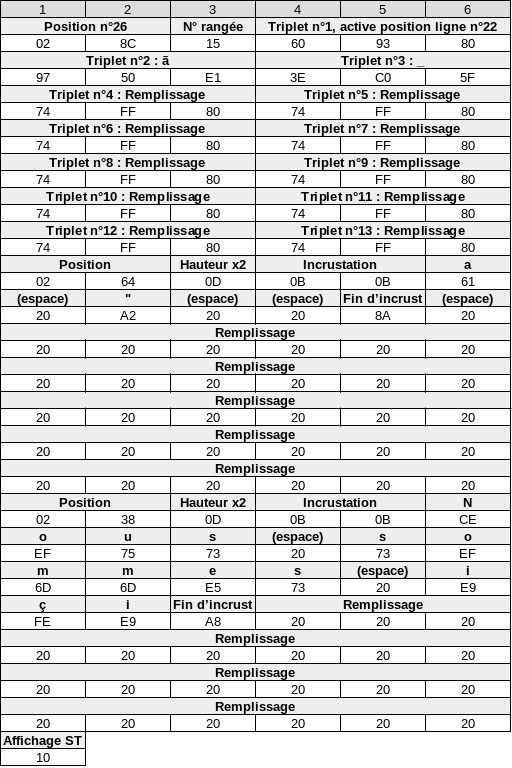 1 2 3 4 5 6
Position n°26 N° rangée Triplet n°1, active position ligne n°22
02 8C 15 60 93 80
Triplet n°2 : ã Triplet n°3 : _
97 50 E1 3E C0 5F
Triplet n°4 : Remplissage Triplet n°5 : Remplissage
74 FF 80 74 FF 80
Triplet n°6 : Remplissage Triplet n°7 : Remplissage
74 FF 80 74 FF 80
Triplet n°8 : Remplissage Triplet n°9 : Remplissage
74 FF 80 74 FF 80
Triplet n°10 : Remplissage Triplet n°11 : Remplissage
74 FF 80 74 FF 80
Triplet n°12 : Remplissage Triplet n°13 : Remplissage
74 FF 80 74 FF 80
Position Hauteur x2 Incrustation a
02 64 0D 0B 0B 61
(espace) " (espace) (espace) Fin d'incrust (espace)
20 A2 20 20 8A 20
Remplissage
20 20 20 20 20 20
Remplissage
20 20 20 20 20 20
Remplissage
20 20 20 20 20 20
Remplissage
20 20 20 20 20 20
Remplissage
20 20 20 20 20 20
Position Hauteur x2 Incrustation N
02 38 0D 0B 0B CE
o u s (espace) s o
EF 75 73 20 73 EF
m m e s (espace) i
6D 6D E5 73 20 E9
ç i Fin d'incrust Remplissage
FE E9 A8 20 20 20
Remplissage
20 20 20 20 20 20
Remplissage
20 20 20 20 20 20
Remplissage
20 20 20 20 20 20
Affichage ST
10